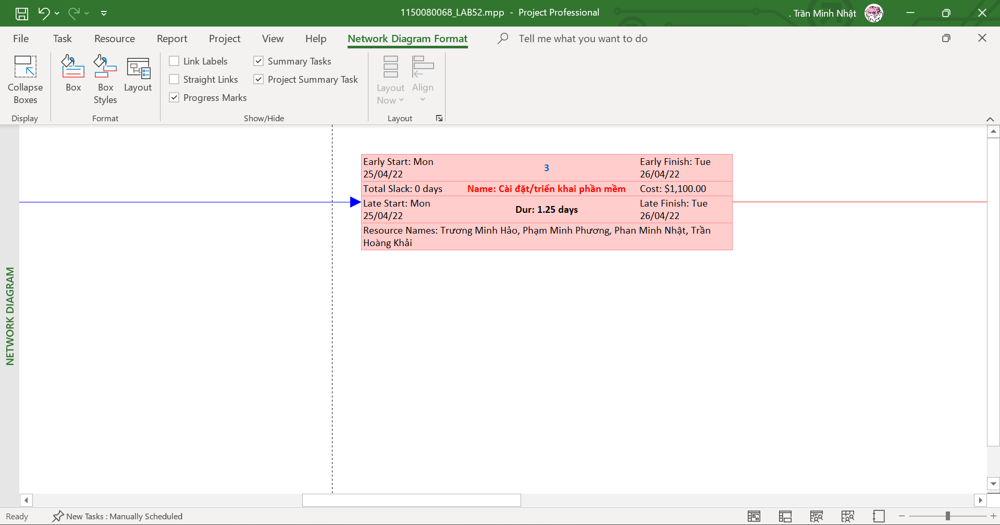 1150080068_LAB52.mpp - Project Professional
. Trần Minh Nhật
File Task Resource Report Project View Help Network Diagram Format Tell me what you want to do
Collapse Boxes
Box
Box Styles
Layout
Link Labels
Straight Links
Progress Marks
Summary Tasks
Project Summary Task
Layout Now
Align
Display
Format
Show/Hide
Layout
NETWORK DIAGRAM
Early Start: Mon
25/04/22
3
Early Finish: Tue
26/04/22
Total Slack: 0 days
Name: Cài đặt/triển khai phần mềm
Cost: $1,100.00
Late Start: Mon
25/04/22
Dur: 1.25 days
Late Finish: Tue
26/04/22
Resource Names: Trương Minh Hảo, Phạm Minh Phương, Phan Minh Nhật, Trần
Hoàng Khải
Ready
New Tasks : Manually Scheduled